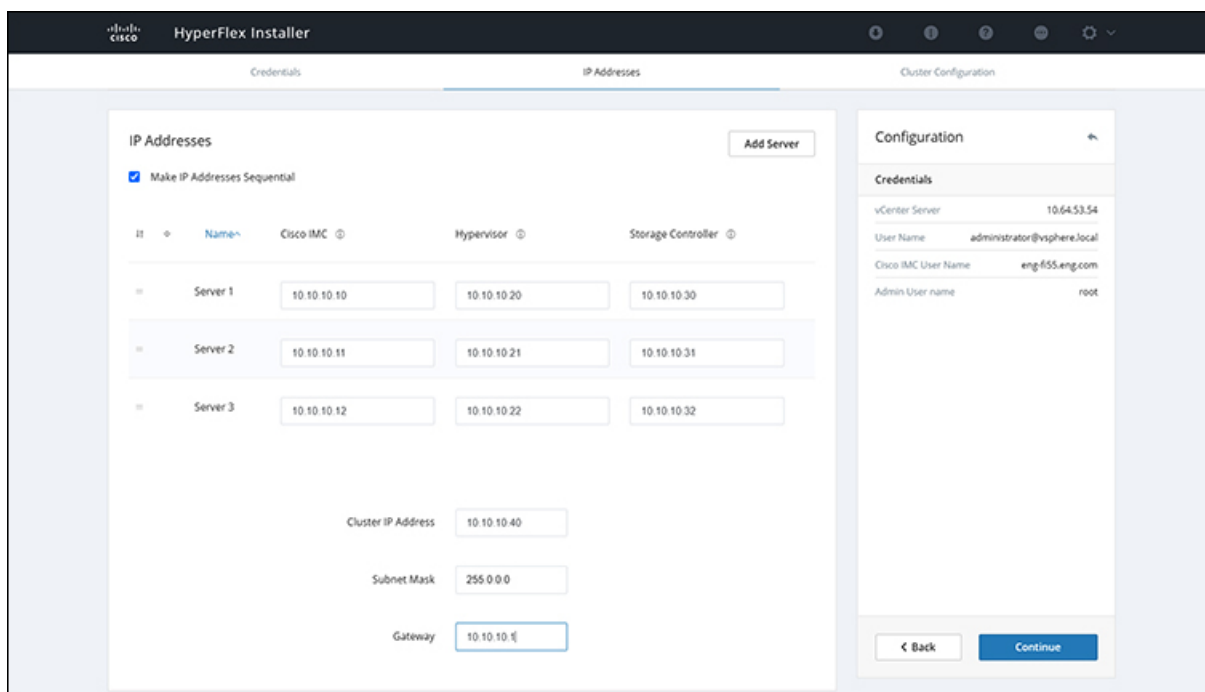 CISCO HyperFlex Installer
Credentials IP Addresses Cluster Configuration
IP Addresses Add Server
Make IP Addresses Sequential
Name Cisco IMC Hypervisor Storage Controller
Server 1 10.10.10.10 10.10.10.20 10.10.10.30
Server 2 10.10.10.11 10.10.10.21 10.10.10.31
Server 3 10.10.10.12 10.10.10.22 10.10.10.32
Cluster IP Address 10.10.10.40
Subnet Mask 255.0.0.0
Gateway 10.10.10.1
Configuration
Credentials
vCenter Server 10.64.53.54
User Name administrator@vsphere.local
Cisco IMC User Name eng-fi55.eng.com
Admin User name root
< Back Continue